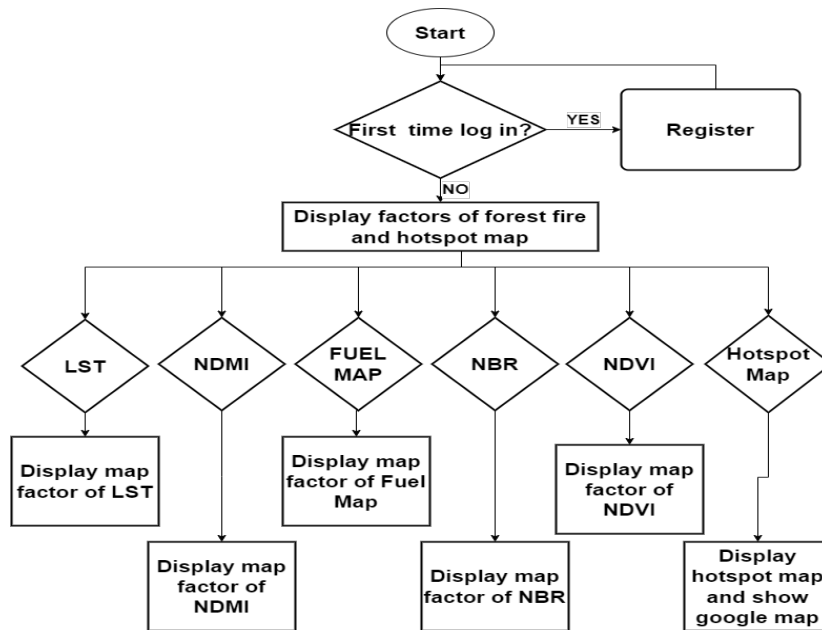 Start
First time log in?
YES
Register
NO
Display factors of forest fire
and hotspot map
LST
NDMI
FUEL
MAP
NBR
NDVI
Hotspot
Map
Display map
factor of LST
Display map
factor of Fuel
Map
Display map
factor of
NDVI
Display map
factor of
NDMI
Display map
factor of NBR
Display
hotspot map
and show
google map